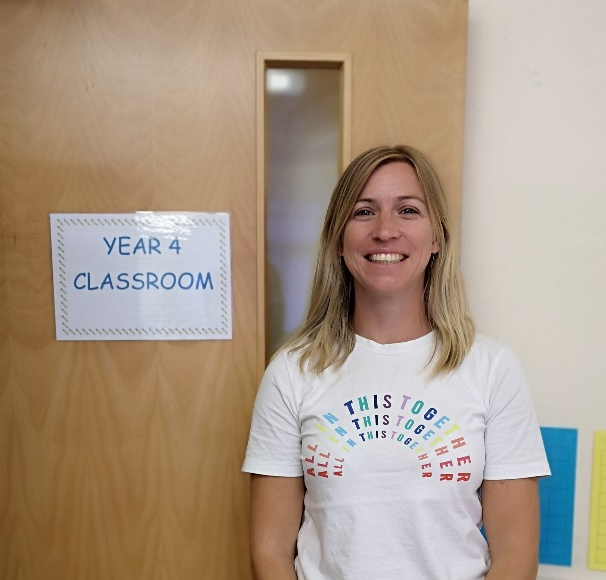 YEAR 4
CLASSROOM
ALL IN THIS TOGETHER
ALL IN THIS TOGETHER
ALL IN THIS TOGETHER